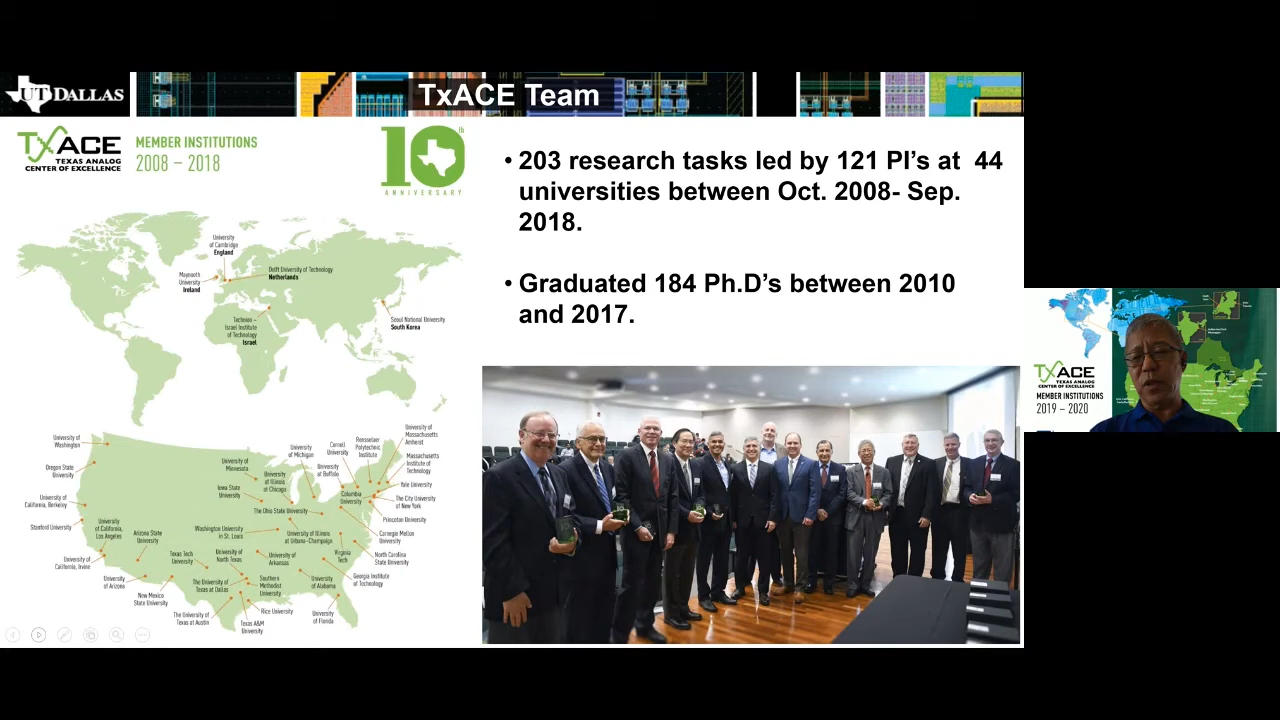 UT DALLAS
TxACE Team
TxACE
TEXAS ANALOG
CENTER OF EXCELLENCE
MEMBER INSTITUTIONS
2008 – 2018
10th
ANNIVERSARY
• 203 research tasks led by 121 PI's at 44
universities between Oct. 2008- Sep.
2018.
• Graduated 184 Ph.D's between 2010
and 2017.
University
of Cambridge
England
Maynooth
University
Ireland
Delft University of Technology
Netherlands
Technion –
Israel Institute
of Technology
Israel
Seoul National University
South Korea
University of
Washington
Oregon State
University
University of
California, Berkeley
Stanford University
University
of California,
Los Angeles
University of
California, Irvine
Arizona State
University
University
of Arizona
New Mexico
State University
Texas Tech
University
The University of
Texas at Austin
The University of
Texas at Dallas
University of
North Texas
Texas A&M
University
Southern
Methodist
University
Rice University
University of
Minnesota
Iowa State
University
University
of Illinois at
Chicago
The Ohio State University
Washington University
in St. Louis
University of Illinois
at Urbana–Champaign
University of
Arkansas
University
of Alabama
University
of Florida
Georgia Institute
of Technology
Virginia
Tech
North Carolina
State University
Carnegie Mellon
University
Princeton University
The City University
of New York
Yale University
Massachusetts
Institute of
Technology
University of
Massachusetts
Amherst
Rensselaer
Polytechnic
Institute
Cornell
University
University
of Michigan
University
at Buffalo
Columbia
University
TxACE
TEXAS ANALOG
CENTER OF EXCELLENCE
MEMBER INSTITUTIONS
2019 – 2020